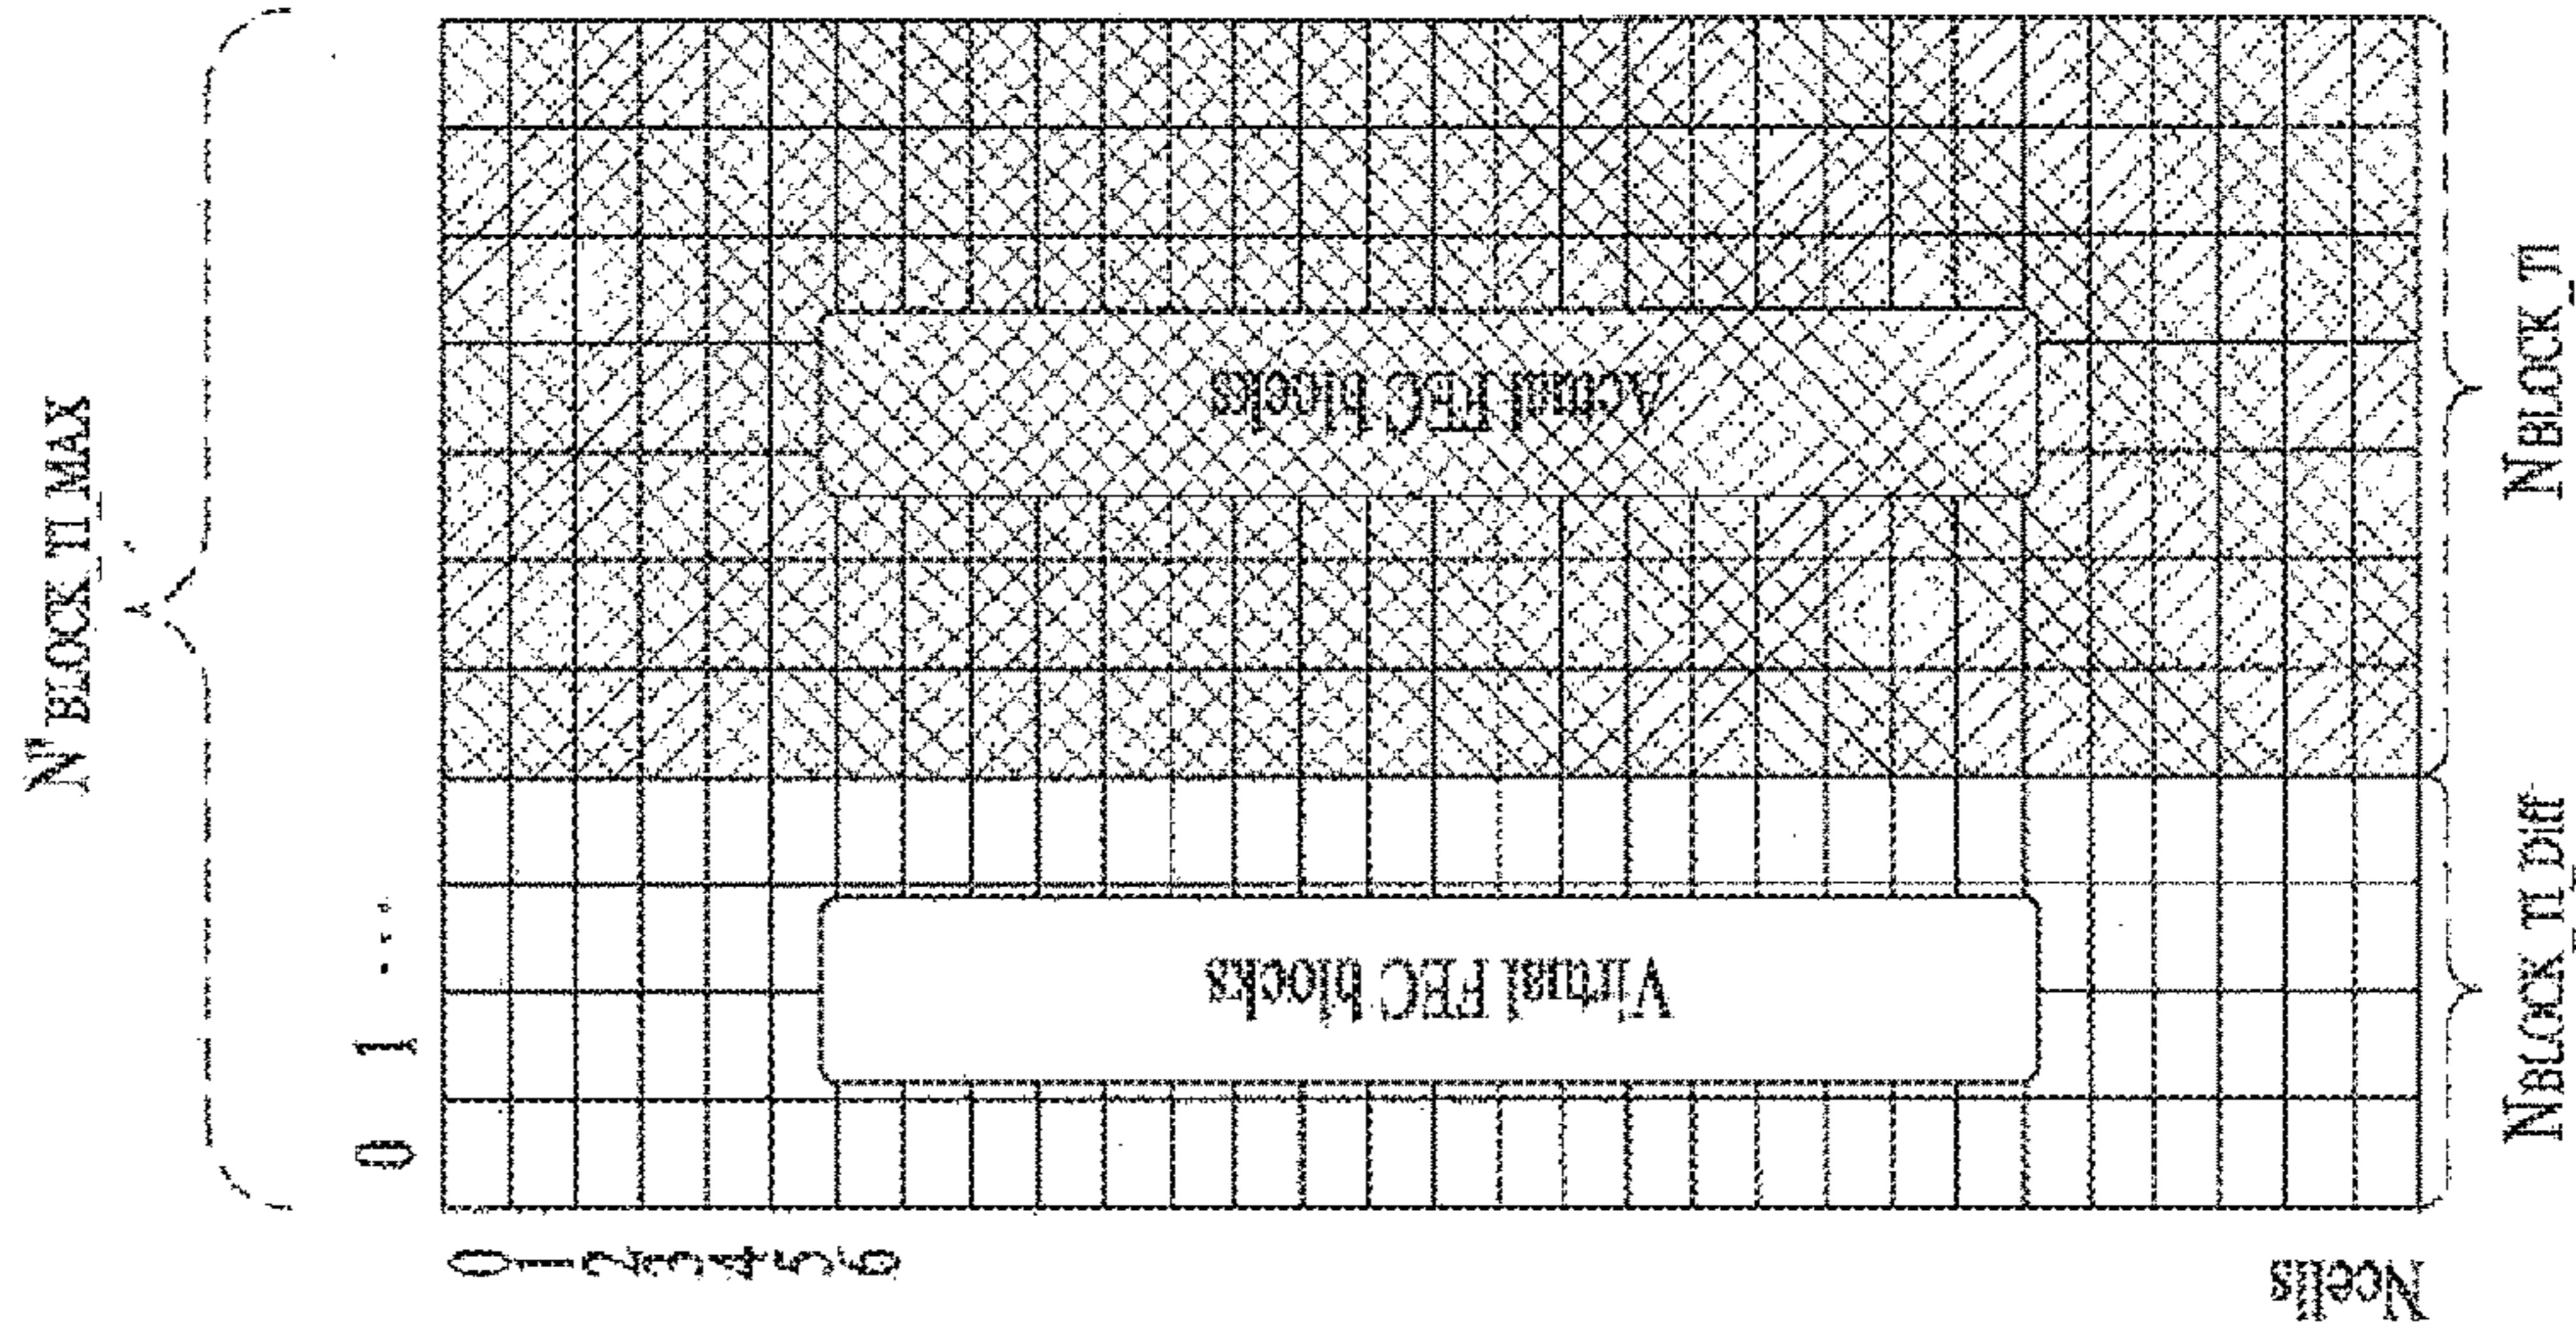 N'BLOCK_TI_MAX
0 1 ...
0
1
2
3
4
5
6
Ncells
Virtual FEC blocks
Actual FEC blocks
NBLOCK_TI_Diff
NBLOCK_TI